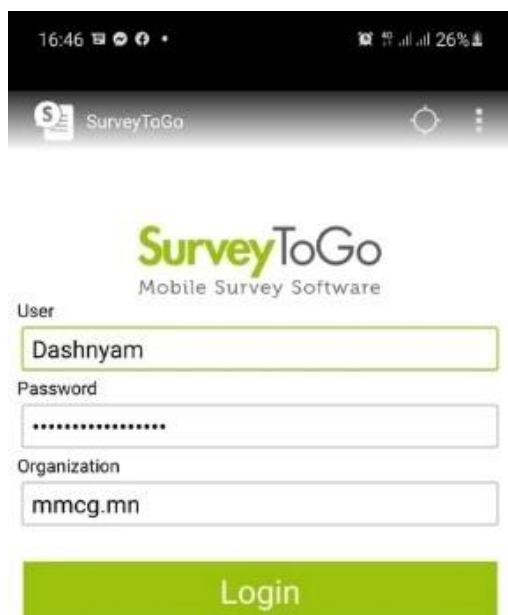 16:46 26%
SurveyToGo
SurveyToGo
Mobile Survey Software
User
Dashnyam
Password
•••••••••••••••••
Organization
mmcg.mn
Login